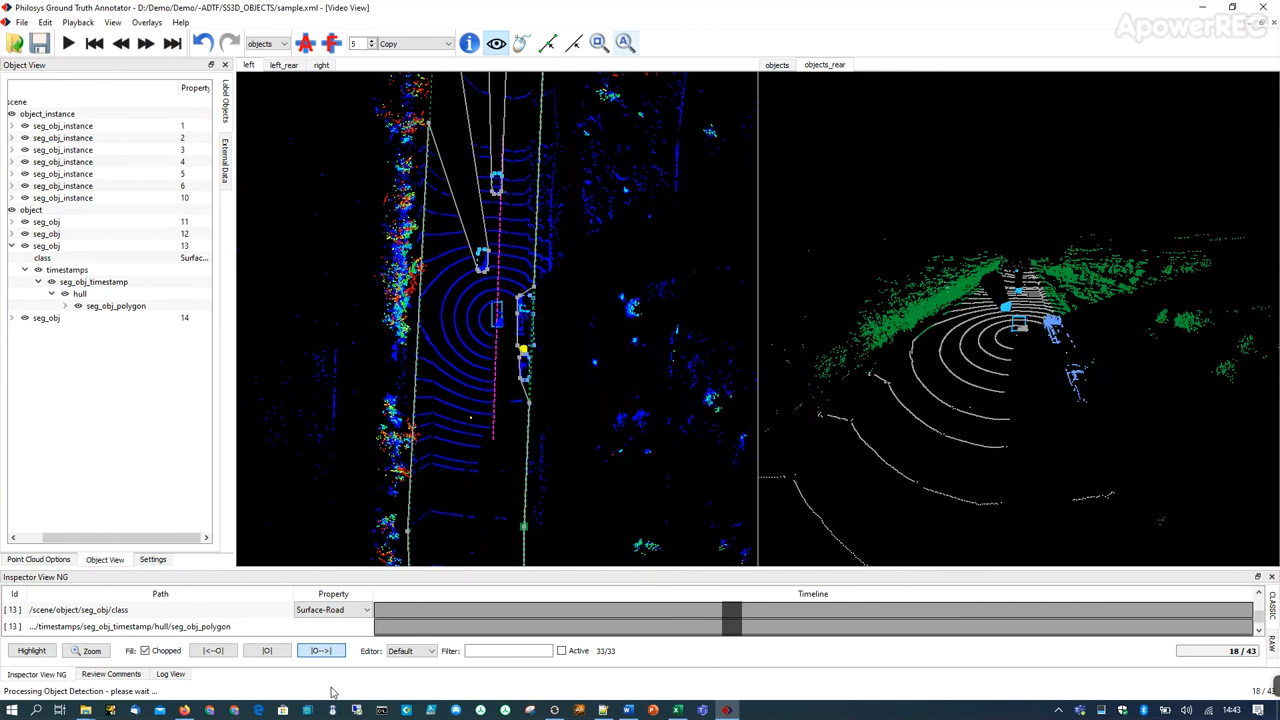 Philosys Ground Truth Annotator - D:/Demo/Demo/-ADTF/SS3D_OBJECTS/sample.xml - [Video View]
File Edit Playback View Overlays Help
ApowerREC
objects 5 Copy
Object View
left left_rear right
objects objects_rear
Property
scene
object_instance
seg_obj_instance 1
seg_obj_instance 2
seg_obj_instance 3
seg_obj_instance 4
seg_obj_instance 5
seg_obj_instance 6
seg_obj_instance 10
object
seg_obj 11
seg_obj 12
seg_obj 13
class Surfac...
timestamps
seg_obj_timestamp
hull
seg_obj_polygon
seg_obj 14
Label Objects
External Data
Point Cloud Options Object View Settings
Inspector View NG
Id Path Property Timeline
[ 13 ] /scene/object/seg_obj/class Surface-Road
[ 13 ] .../timestamps/seg_obj_timestamp/hull/seg_obj_polygon
CLASSIC
RAW
Highlight Zoom Fill: Chopped |<--O| |O| |O-->| Editor: Default Filter: Active 33/33 18 / 43
Inspector View NG Review Comments Log View
Processing Object Detection - please wait ... 18 / 43
ENG 14:43